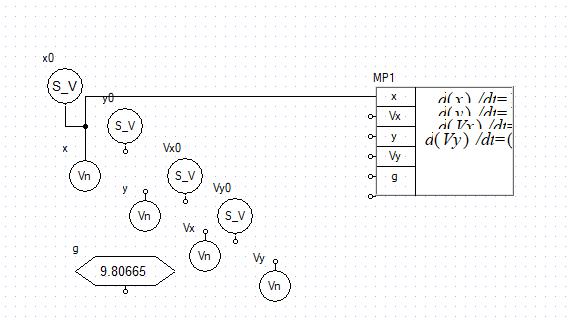 x0
S_V
MP1
x
d(x) /dt=
y0
d(y) /dt=
Vx
S_V
d(Vx) /dt=
y
d(Vy) /dt=(
x
Vx0
Vy
Vn
S_V
g
y
Vy0
Vn
S_V
Vx
g
Vn
Vy
9.80665
Vn